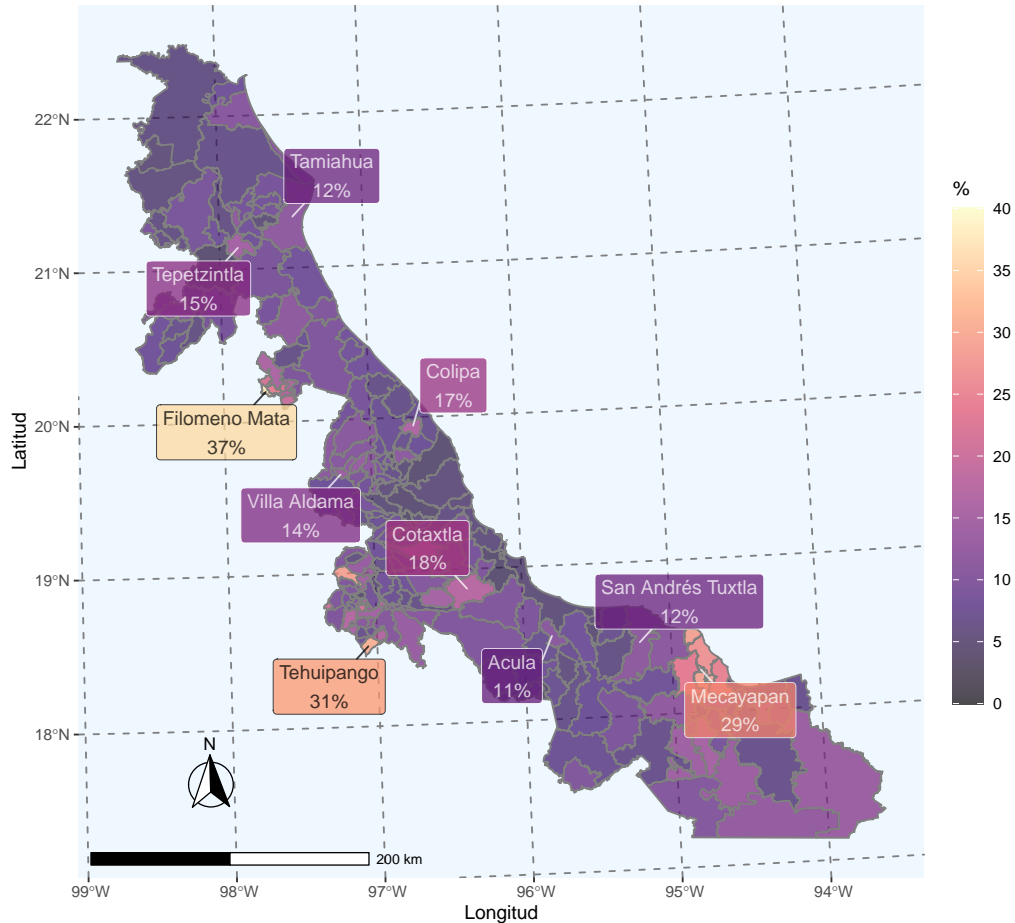 Tamiahua
12%
22°N
%
40
21°N
Tepetzintla
15%
35
30
Colipa
17%
Filomeno Mata
37%
20°N
25
Latitud
20
Villa Aldama
14%
Cotaxtla
18%
15
19°N
San Andrés Tuxtla
12%
10
Tehuipango
31%
Acula
11%
5
Mecayapan
29%
0
18°N
N
200 km
99°W
98°W
97°W
96°W
95°W
94°W
Longitud